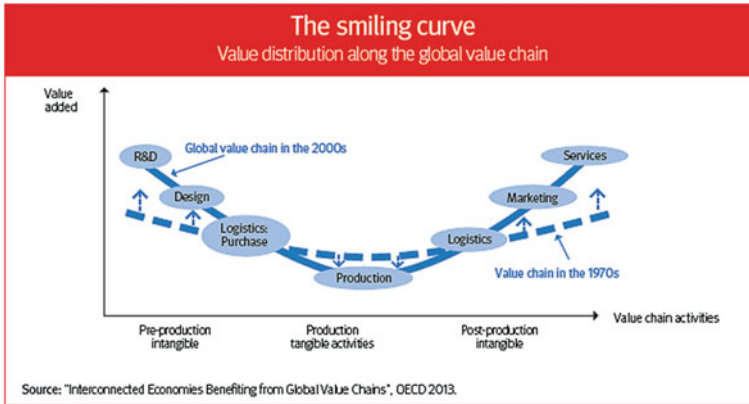 The smiling curve
Value distribution along the global value chain
Value
added
R&D
Global value chain in the 2000s
Services
Design
Marketing
Logistics:
Purchase
Logistics
Production
Value chain in the 1970s
Value chain activities
Pre-production
intangible
Production
tangible activities
Post-production
intangible
Source: "Interconnected Economies Benefiting from Global Value Chains", OECD 2013.